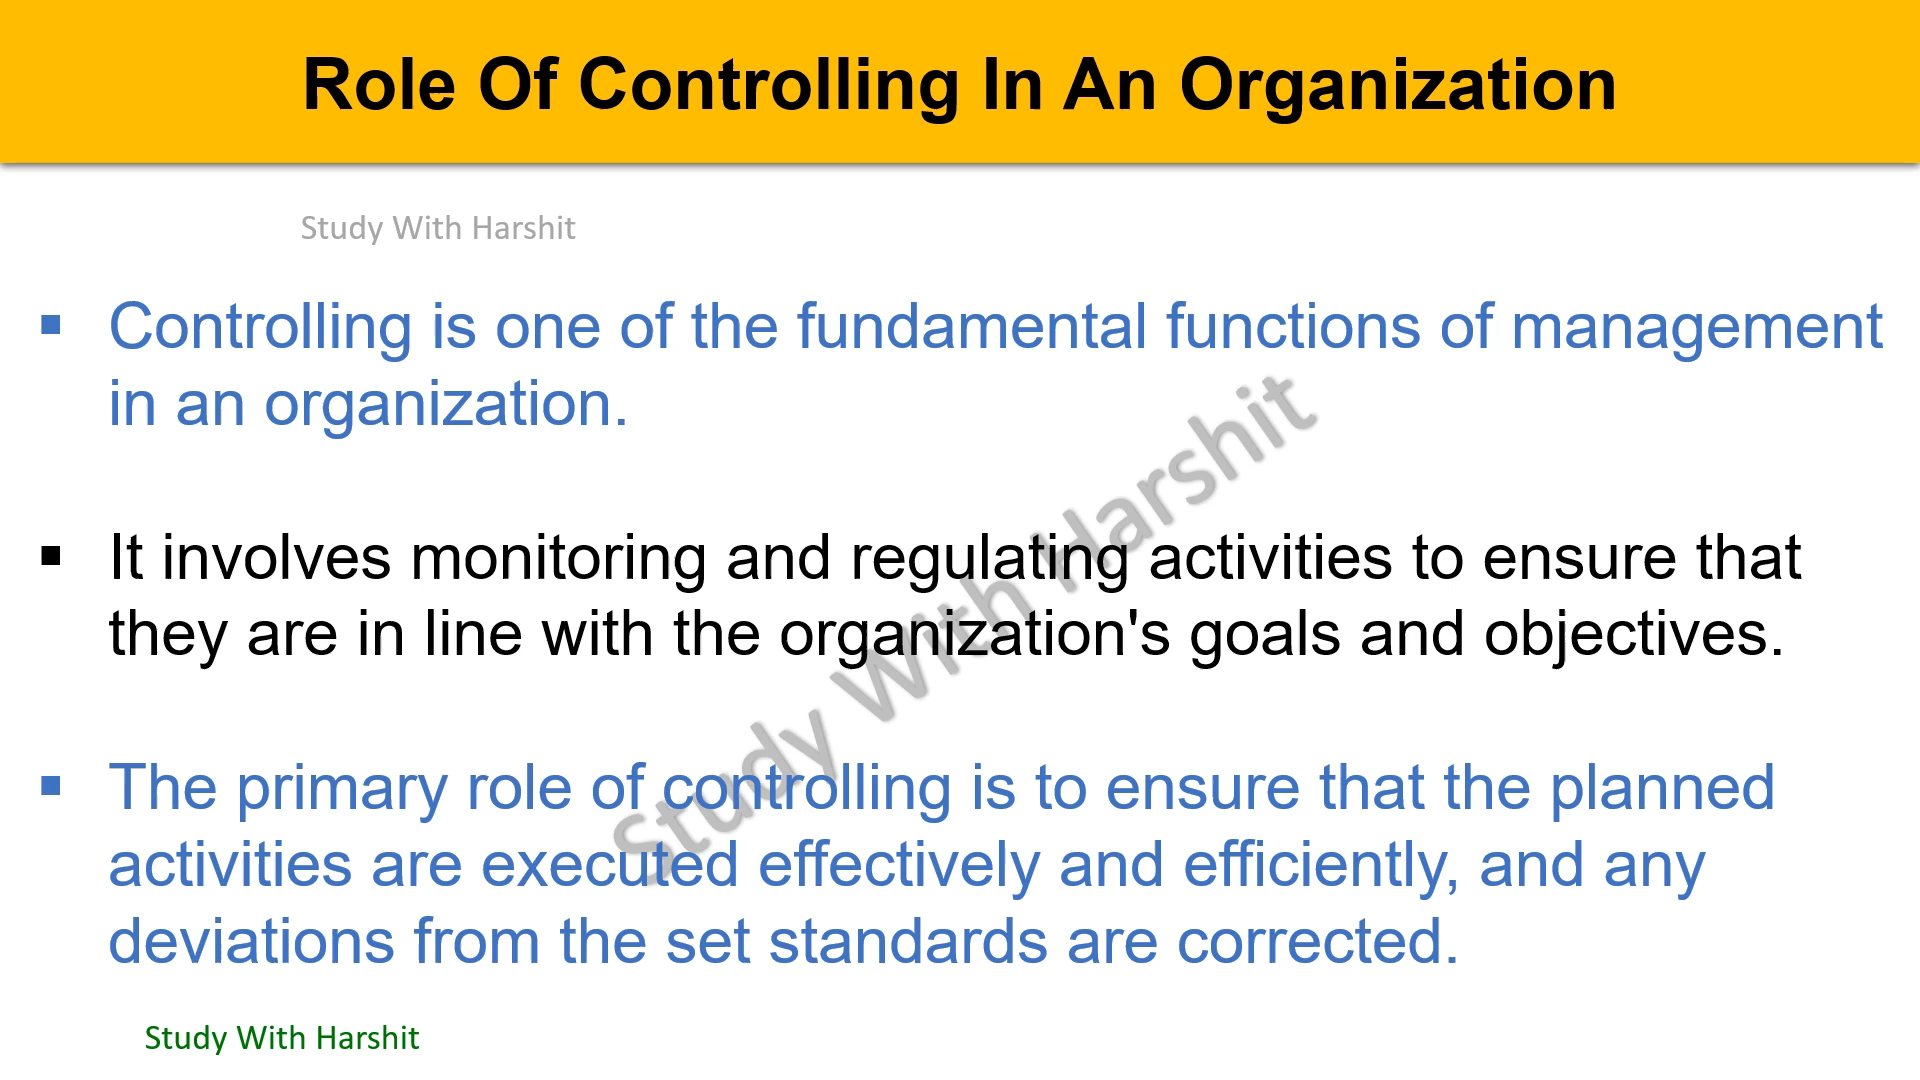 Role Of Controlling In An Organization
Study With Harshit
▪ Controlling is one of the fundamental functions of management
in an organization.
▪ It involves monitoring and regulating activities to ensure that
they are in line with the organization's goals and objectives.
▪ The primary role of controlling is to ensure that the planned
activities are executed effectively and efficiently, and any
deviations from the set standards are corrected.
Study With Harshit
Study With Harshit